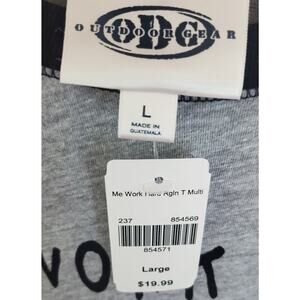 OUTDOOR GEAR
ODG
L
MADE IN
GUATEMALA
Me Work Hard Rgln T Multi
237 854569
854571
Large
$19.99